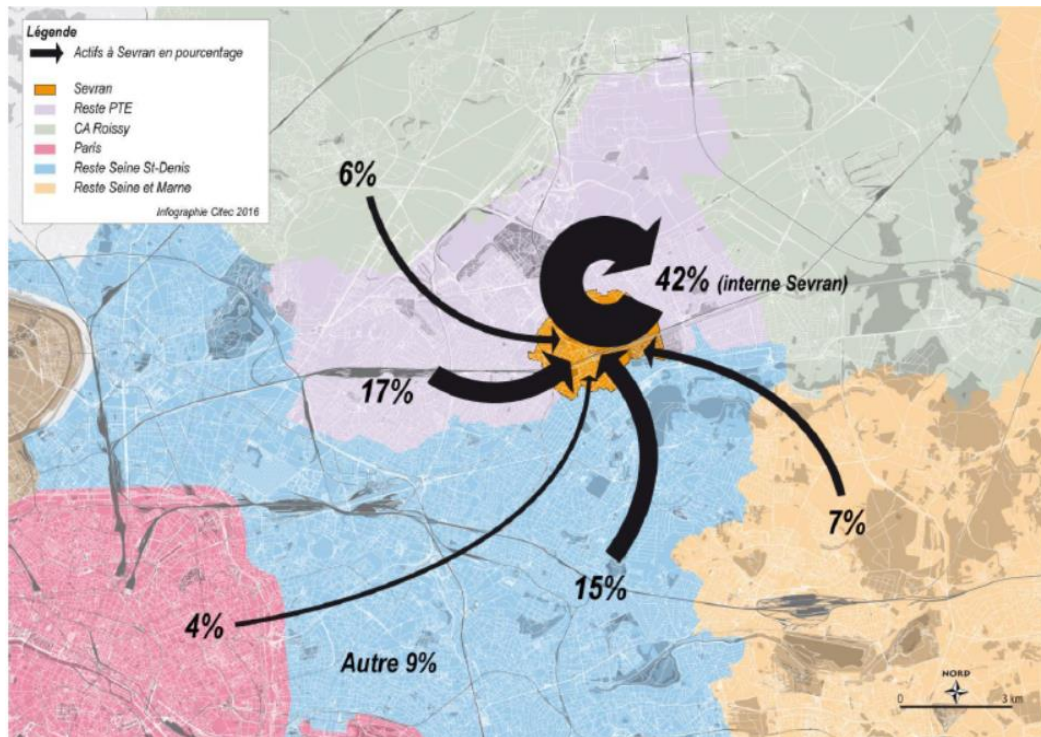 Légende
Actifs à Sevran en pourcentage
Sevran
Reste PTE
CA Roissy
Paris
Reste Seine St-Denis
Reste Seine et Marne
Infographie Citec 2016
6%
42% (interne Sevran)
17%
7%
15%
4%
Autre 9%
NORD
0 3 km